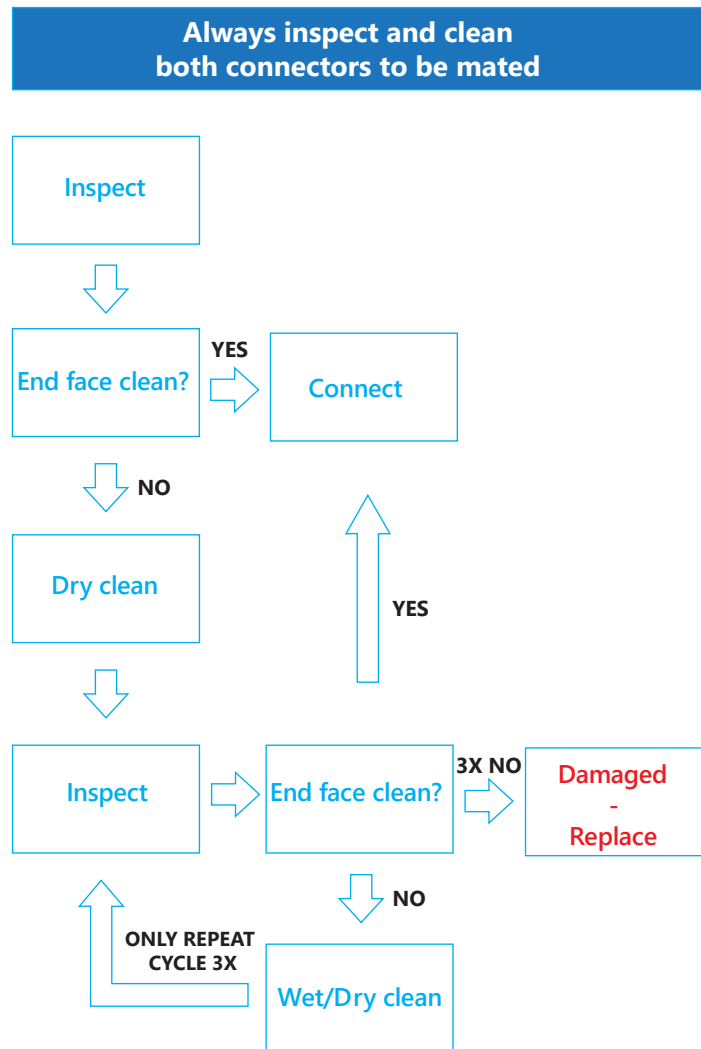 Always inspect and clean
both connectors to be mated
Inspect
End face clean?
YES
Connect
NO
Dry clean
YES
Inspect
End face clean?
3X NO
Damaged
-
Replace
NO
ONLY REPEAT
CYCLE 3X
Wet/Dry clean